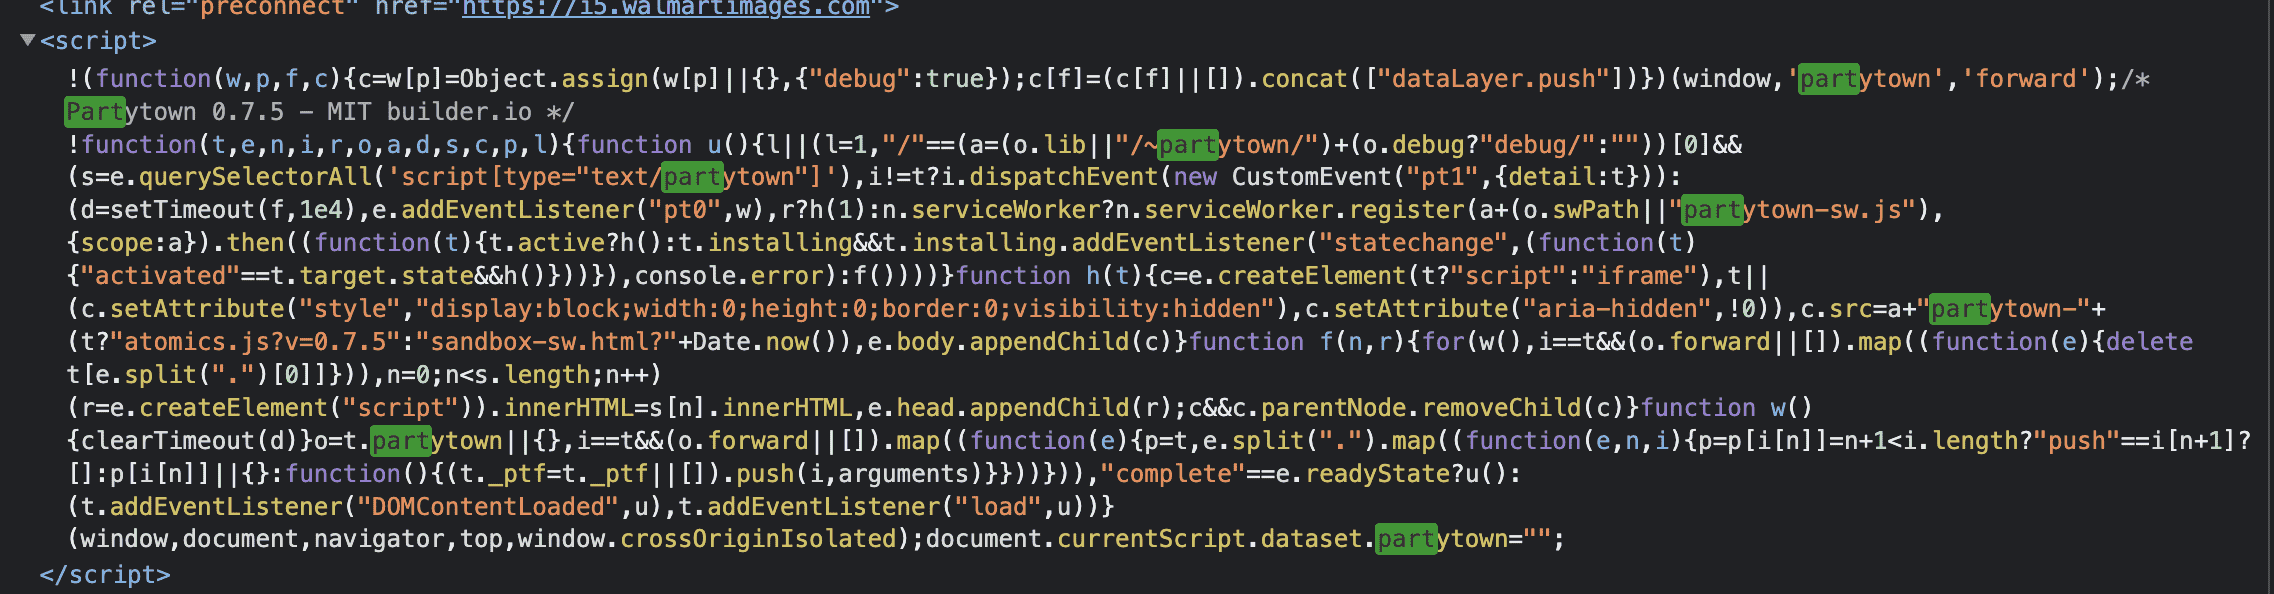 <link rel="preconnect" href="https://i5.walmartimages.com">
▼<script>
!(function(w,p,f,c){c=w[p]=Object.assign(w[p]||{},{"debug":true});c[f]=(c[f]||[]).concat(["dataLayer.push"])})(window,'partytown','forward');/*
Partytown 0.7.5 - MIT builder.io */
!function(t,e,n,i,r,o,a,d,s,c,p,l){function u(){l||(l=1,"/"==(a=(o.lib||"/~partytown/")+(o.debug?"debug/":""))[0]&&
(s=e.querySelectorAll('script[type="text/partytown"]'),i!=t?i.dispatchEvent(new CustomEvent("pt1",{detail:t})):
(d=setTimeout(f,1e4),e.addEventListener("pt0",w),r?h(1):n.serviceWorker?n.serviceWorker.register(a+(o.swPath||"partytown-sw.js"),
{scope:a}).then((function(t){t.active?h():t.installing&&t.installing.addEventListener("statechange",(function(t)
{"activated"==t.target.state&&h()}))}),console.error):f())))}function h(t){c=e.createElement(t?"script":"iframe"),t||
(c.setAttribute("style","display:block;width:0;height:0;border:0;visibility:hidden"),c.setAttribute("aria-hidden",!0)),c.src=a+"partytown-"+
(t?"atomics.js?v=0.7.5":"sandbox-sw.html?"+Date.now()),e.body.appendChild(c)}function f(n,r){for(w(),i==t&&(o.forward||[]).map((function(e){delete
t[e.split(".")[0]]})),n=0;n<s.length;n++)
(r=e.createElement("script")).innerHTML=s[n].innerHTML,e.head.appendChild(r);c&&c.parentNode.removeChild(c)}function w()
{clearTimeout(d)}o=t.partytown||{},i==t&&(o.forward||[]).map((function(e){p=t,e.split(".").map((function(e,n,i){p=p[i[n]]=n+1<i.length?"push"==i[n+1]?
[]:p[i[n]]||{}:function(){(t._ptf=t._ptf||[]).push(i,arguments)}}))})),"complete"==e.readyState?u():
(t.addEventListener("DOMContentLoaded",u),t.addEventListener("load",u))}
(window,document,navigator,top,window.crossOriginIsolated);document.currentScript.dataset.partytown="";
</script>